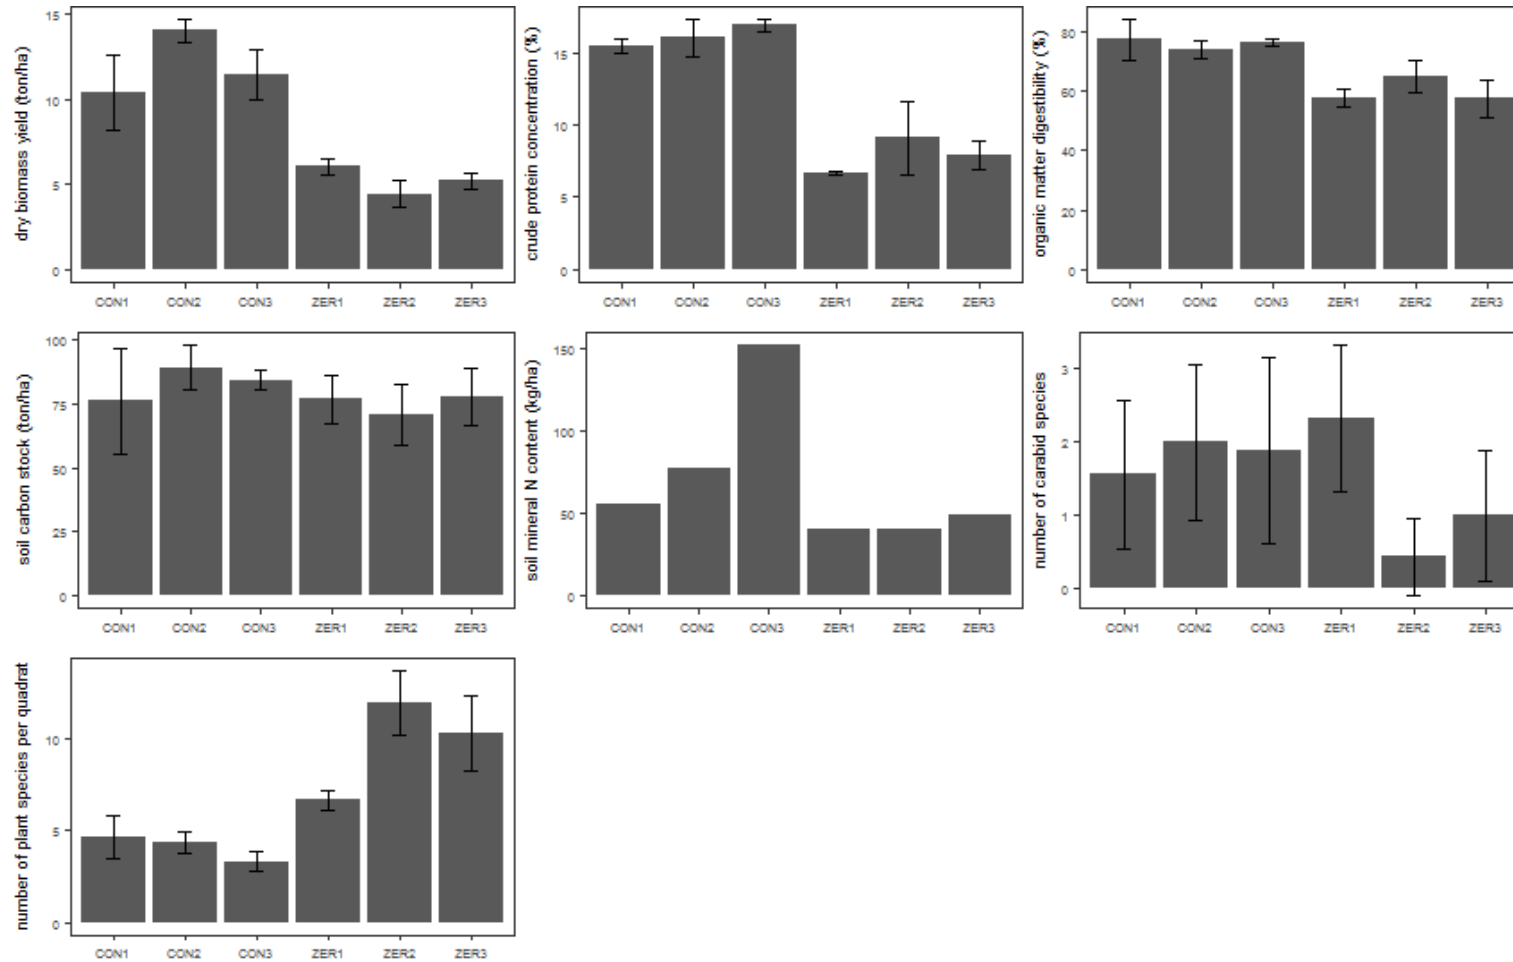 dry biomass yield (ton/ha)
15
10
5
0
CON1 CON2 CON3 ZER1 ZER2 ZER3
crude protein concentration (%)
15
10
5
0
CON1 CON2 CON3 ZER1 ZER2 ZER3
organic matter digestibility (%)
80
60
40
20
0
CON1 CON2 CON3 ZER1 ZER2 ZER3
soil carbon stock (ton/ha)
100
75
50
25
0
CON1 CON2 CON3 ZER1 ZER2 ZER3
soil mineral N content (kg/ha)
150
100
50
0
CON1 CON2 CON3 ZER1 ZER2 ZER3
number of carabid species
3
2
1
0
CON1 CON2 CON3 ZER1 ZER2 ZER3
number of plant species per quadrat
10
5
0
CON1 CON2 CON3 ZER1 ZER2 ZER3